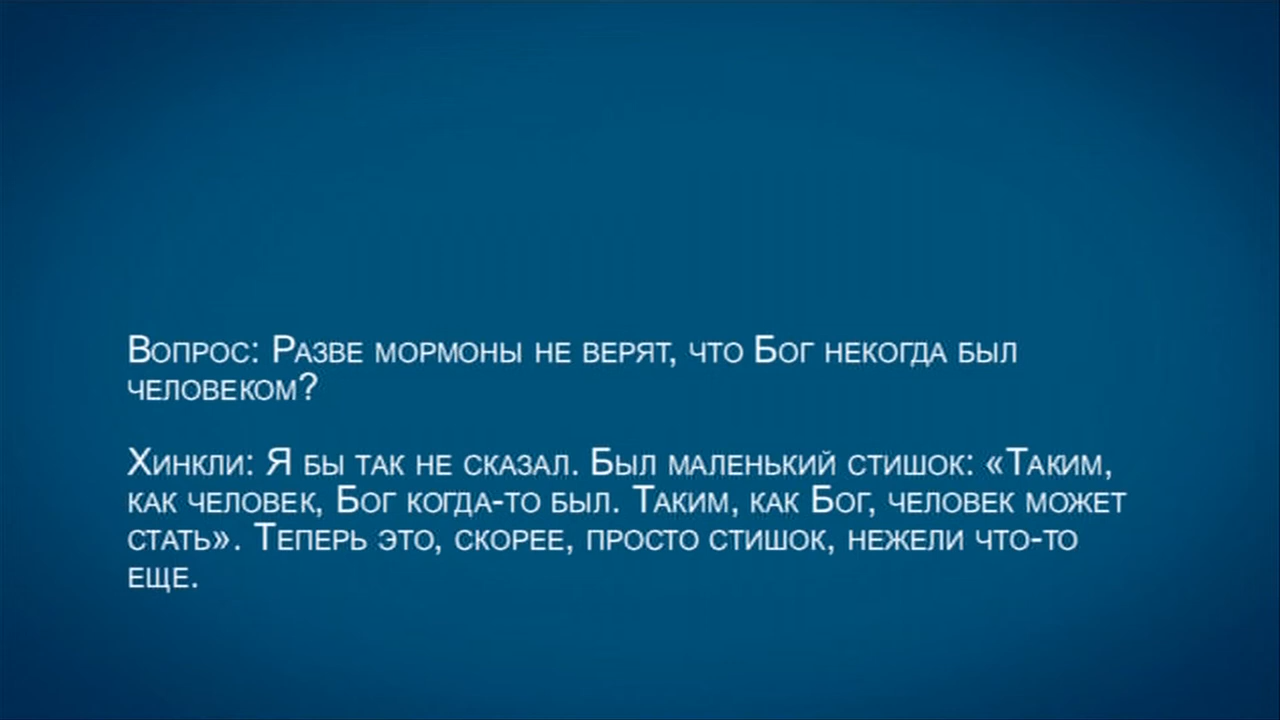 Вопрос: Разве мормоны не верят, что Бог некогда был
человеком?
Хинкли: Я бы так не сказал. Был маленький стишок: «Таким,
как человек, Бог когда-то был. Таким, как Бог, человек может
стать». Теперь это, скорее, просто стишок, нежели что-то
еще.